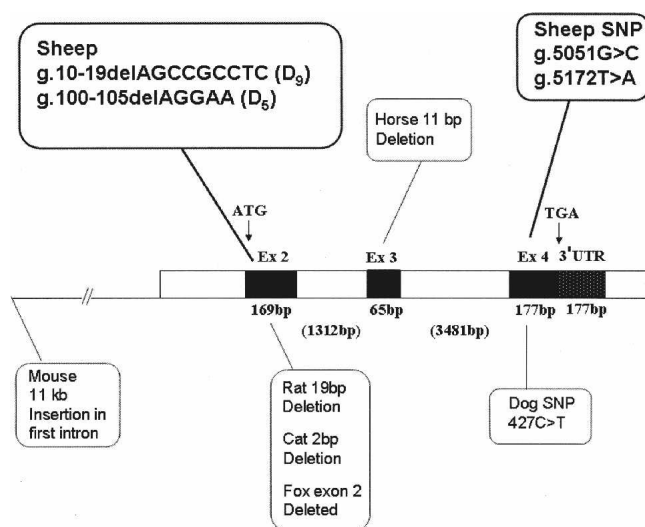 Sheep
g.10-19delAGCCGCCTC (D9)
g.100-105delAGGAA (D5)
Sheep SNP
g.5051G>C
g.5172T>A
Horse 11 bp
Deletion
ATG
TGA
Ex 2
Ex 3
Ex 4
3'UTR
169bp
65bp
177bp
177bp
(1312bp)
(3481bp)
Mouse
11 kb
Insertion in
first intron
Rat 19bp
Deletion
Cat 2bp
Deletion
Fox exon 2
Deleted
Dog SNP
427C>T